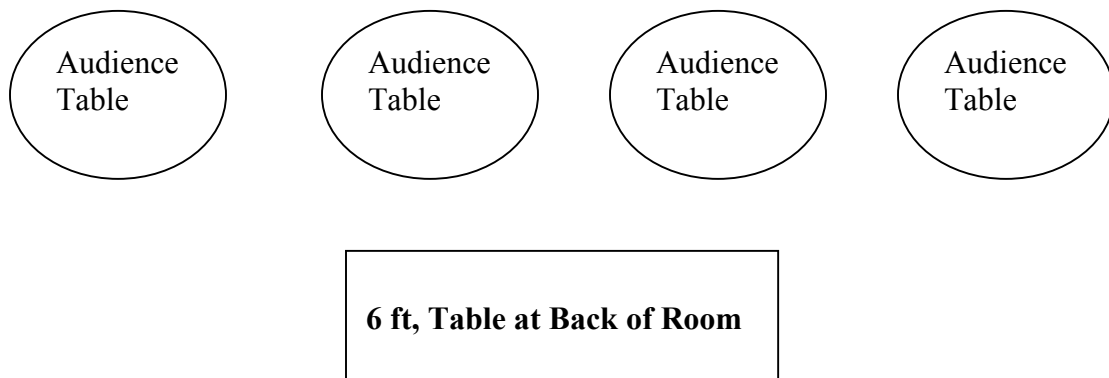 Audience
Table
Audience
Table
Audience
Table
Audience
Table
6 ft, Table at Back of Room